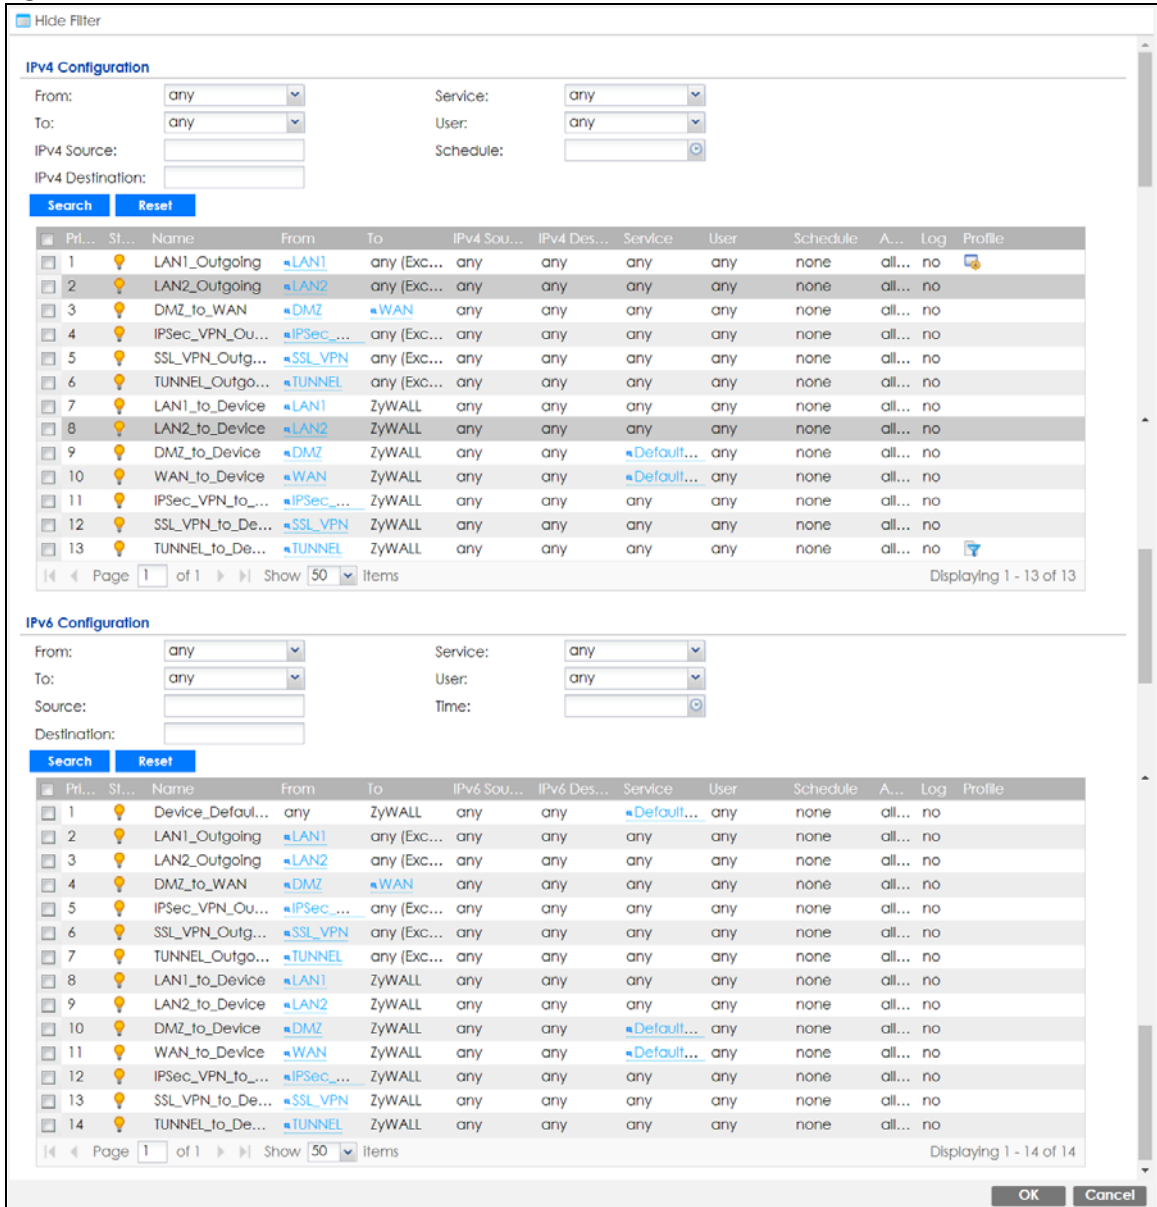 Hide Filter
IPv4 Configuration
From: any Service: any
To: any User: any
IPv4 Source: Schedule:
IPv4 Destination:
Search Reset
Pri... St... Name From To IPv4 Sou... IPv4 Des... Service User Schedule A... Log Profile
1 LAN1_Outgoing LAN1 any (Exc... any any any any none all... no
2 LAN2_Outgoing LAN2 any (Exc... any any any any none all... no
3 DMZ_to_WAN DMZ WAN any any any any none all... no
4 IPSec_VPN_Ou... IPSec_... any (Exc... any any any any none all... no
5 SSL_VPN_Outg... SSL_VPN any (Exc... any any any any none all... no
6 TUNNEL_Outgo... TUNNEL any (Exc... any any any any none all... no
7 LAN1_to_Device LAN1 ZyWALL any any any any none all... no
8 LAN2_to_Device LAN2 ZyWALL any any any any none all... no
9 DMZ_to_Device DMZ ZyWALL any any Default... any none all... no
10 WAN_to_Device WAN ZyWALL any any Default... any none all... no
11 IPSec_VPN_to_... IPSec_... ZyWALL any any any any none all... no
12 SSL_VPN_to_De... SSL_VPN ZyWALL any any any any none all... no
13 TUNNEL_to_De... TUNNEL ZyWALL any any any any none all... no
Page 1 of 1 Show 50 Items Displaying 1 - 13 of 13
IPv6 Configuration
From: any Service: any
To: any User: any
Source: Time:
Destination:
Search Reset
Pri... St... Name From To IPv6 Sou... IPv6 Des... Service User Schedule A... Log Profile
1 Device_Defaul... any ZyWALL any any Default... any none all... no
2 LAN1_Outgoing LAN1 any (Exc... any any any any none all... no
3 LAN2_Outgoing LAN2 any (Exc... any any any any none all... no
4 DMZ_to_WAN DMZ WAN any any any any none all... no
5 IPSec_VPN_Ou... IPSec_... any (Exc... any any any any none all... no
6 SSL_VPN_Outg... SSL_VPN any (Exc... any any any any none all... no
7 TUNNEL_Outgo... TUNNEL any (Exc... any any any any none all... no
8 LAN1_to_Device LAN1 ZyWALL any any any any none all... no
9 LAN2_to_Device LAN2 ZyWALL any any any any none all... no
10 DMZ_to_Device DMZ ZyWALL any any Default... any none all... no
11 WAN_to_Device WAN ZyWALL any any Default... any none all... no
12 IPSec_VPN_to_... IPSec_... ZyWALL any any any any none all... no
13 SSL_VPN_to_De... SSL_VPN ZyWALL any any any any none all... no
14 TUNNEL_to_De... TUNNEL ZyWALL any any any any none all... no
Page 1 of 1 Show 50 Items Displaying 1 - 14 of 14
OK Cancel